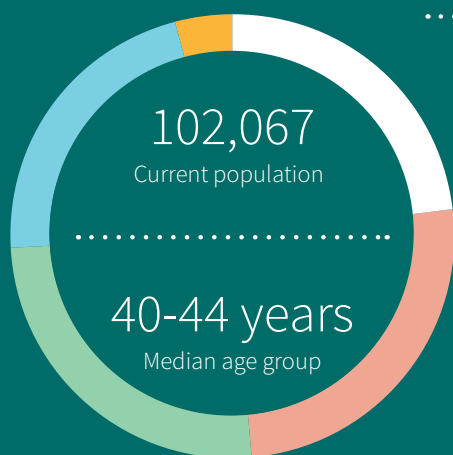 102,067
Current population
40-44 years
Median age group